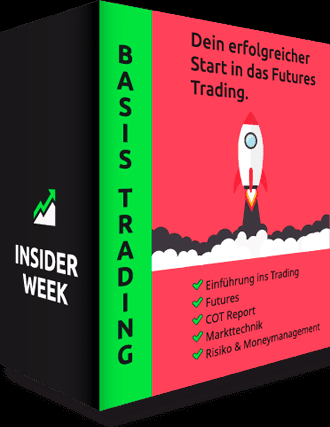 INSIDER
WEEK
BASIS TRADING
Dein erfolgreicher
Start in das Futures
Trading.
Einführung ins Trading
Futures
COT Report
Markttechnik
Risiko & Moneymanagement